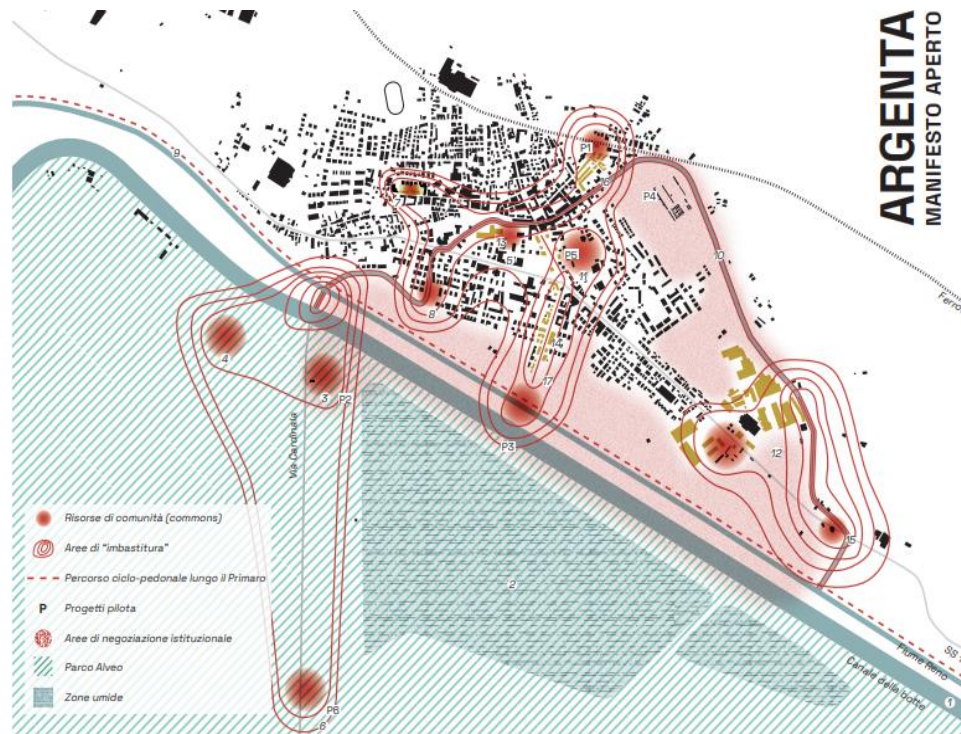 ARGENTA
MANIFESTO APERTO
9
P1
6
7
P4
5
P5
11
10
8
14
4
17
3
P2
P3
12
Via Cardinala
15
2
Risorse di comunità (commons)
Aree di "imbastitura"
Percorso ciclo-pedonale lungo il Primaro
P Progetti pilota
Aree di negoziazione istituzionale
Parco Alveo
Zone umide
P6
6
Fiume Reno
Canale della botte
1